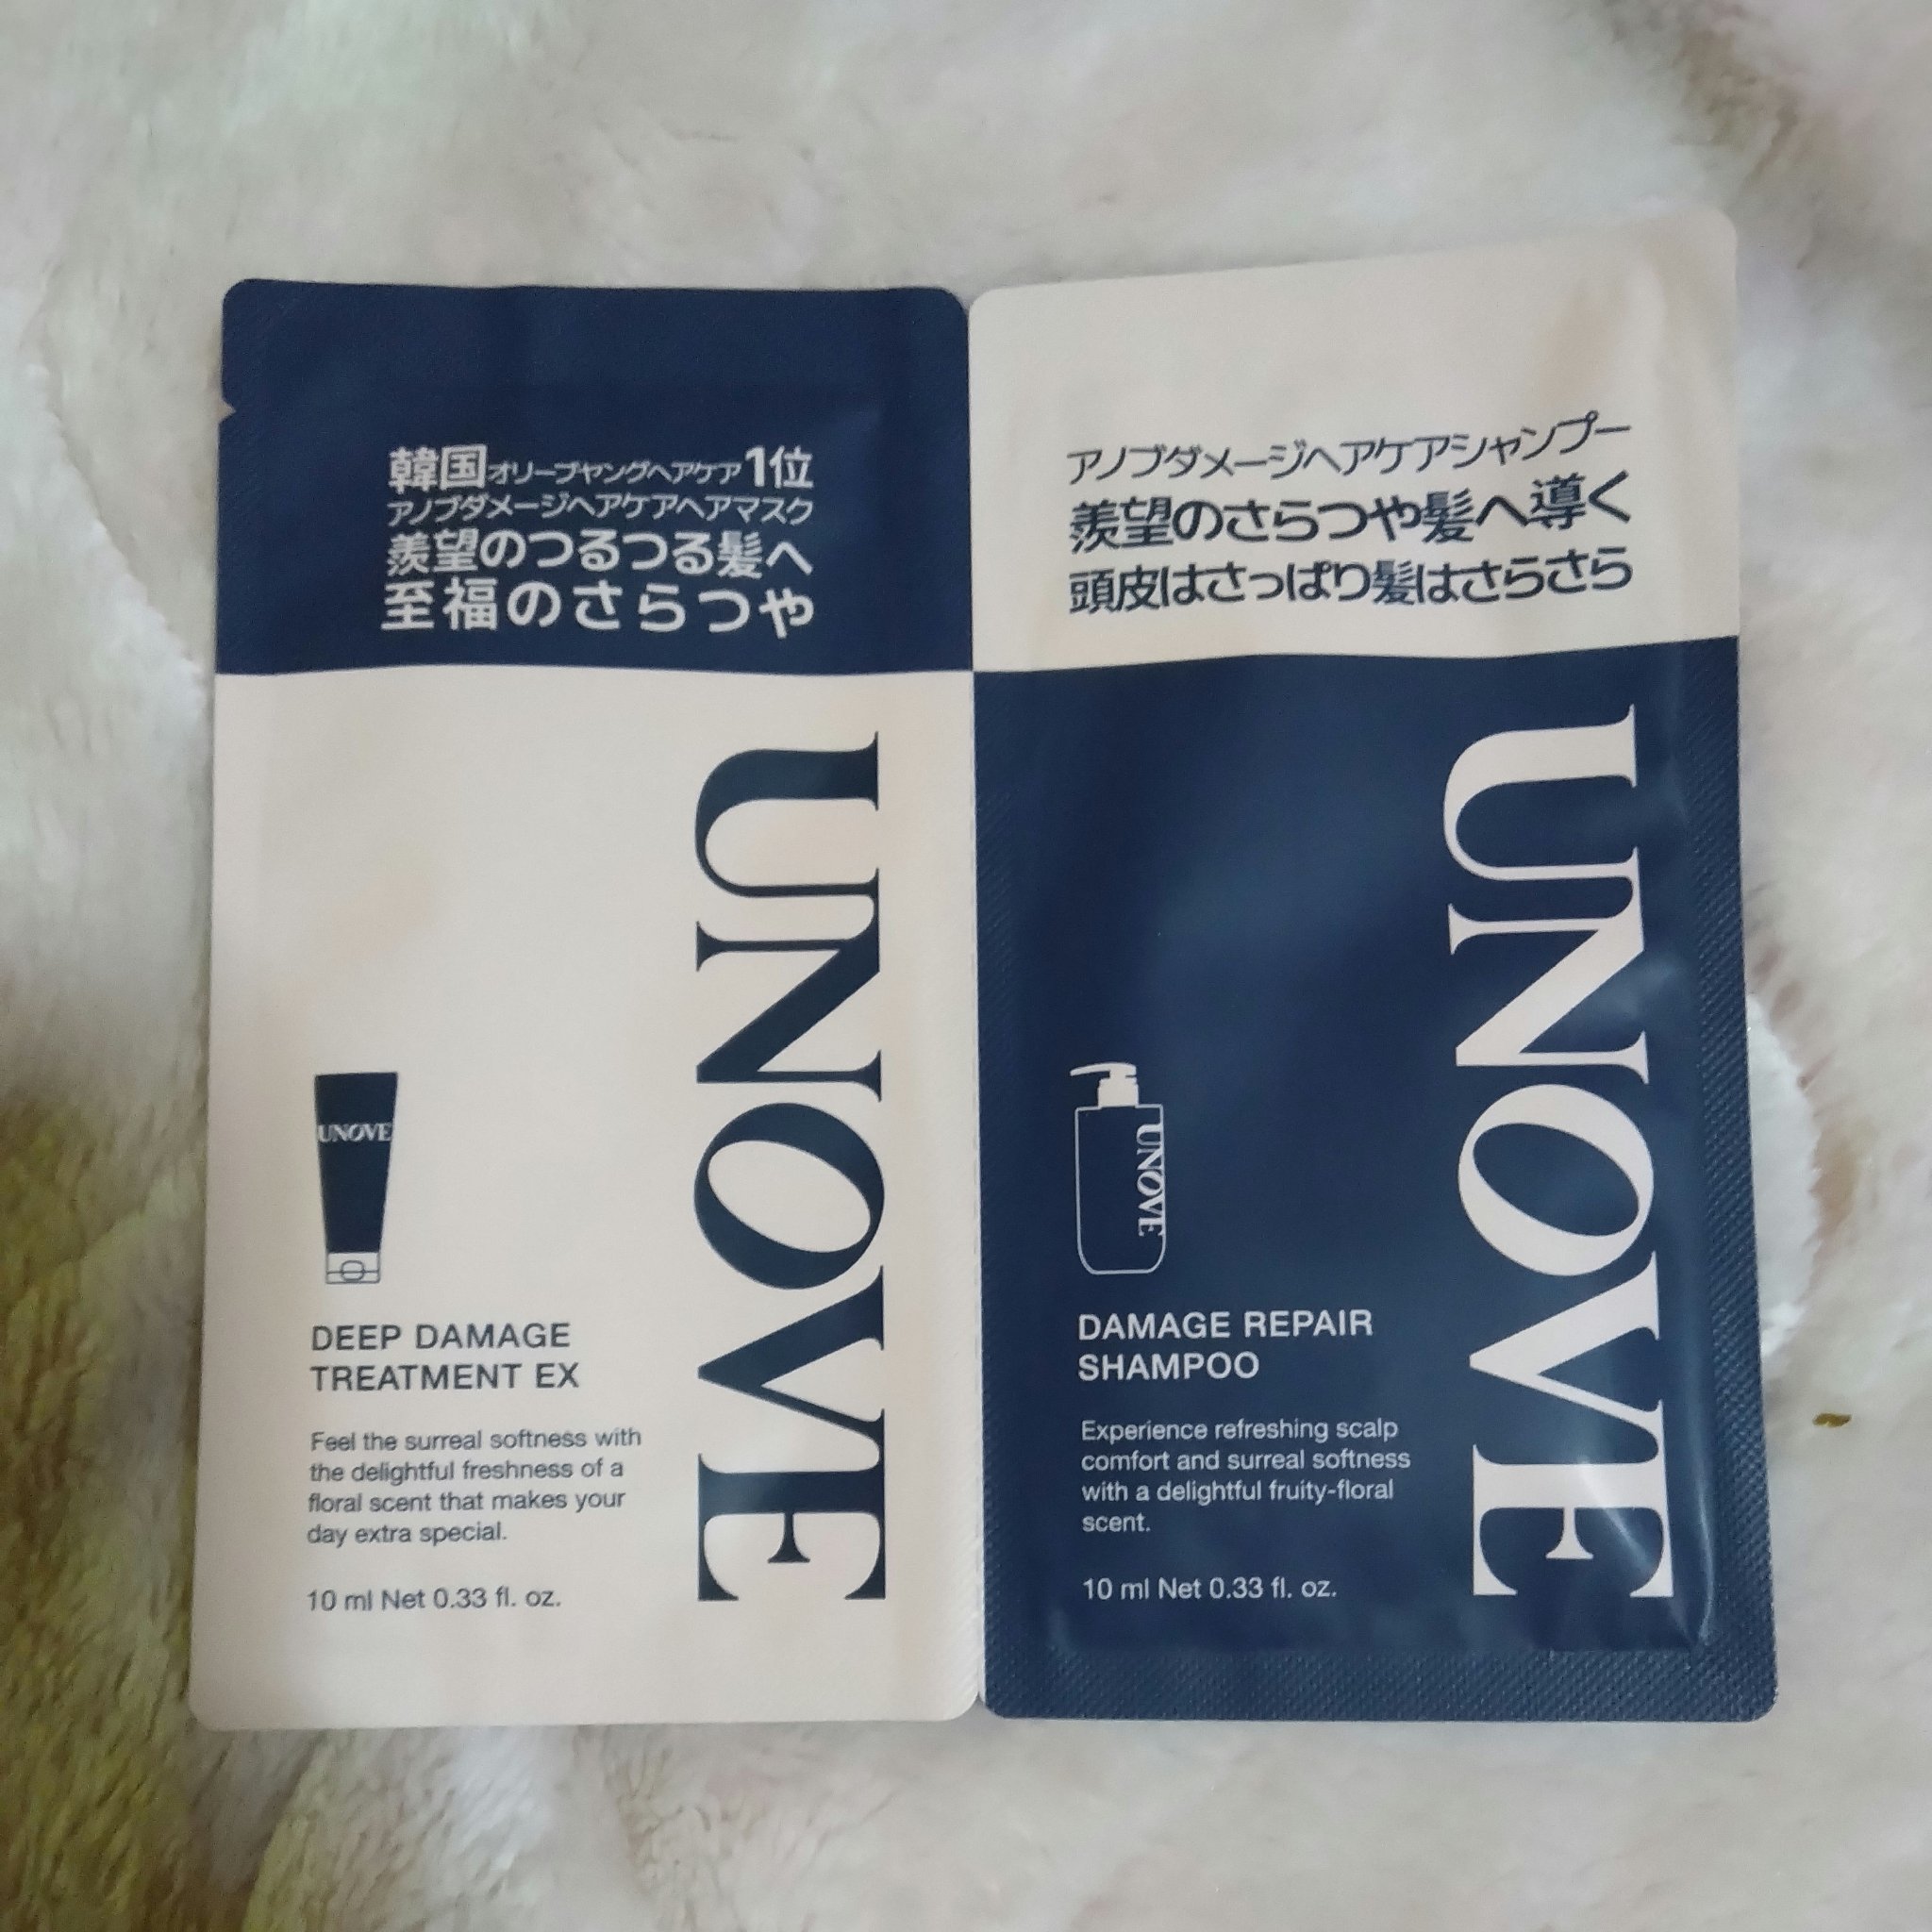 韓国オリーブヤングヘアケア1位
アノブダメージヘアケアヘアマスク
羨望のつるつる髪へ
至福のさらつや
UNOVE
UNOVE
DEEP DAMAGE
TREATMENT EX
Feel the surreal softness with
the delightful freshness of a
floral scent that makes your
day extra special.
10 ml Net 0.33 fl. oz.
アノブダメージヘアケアシャンプー
羨望のさらつや髪へ導く
頭皮はさっぱり髪はさらさら
UNOVE
UNOVE
DAMAGE REPAIR
SHAMPOO
Experience refreshing scalp
comfort and surreal softness
with a delightful fruity-floral
scent.
10 ml Net 0.33 fl. oz.